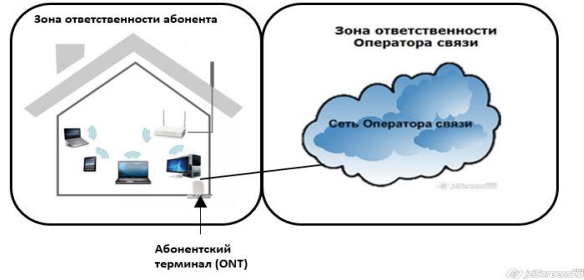 Зона ответственности абонента
Зона ответственности
Оператора связи
Сеть Оператора связи
Абонентский
терминал (ONT)